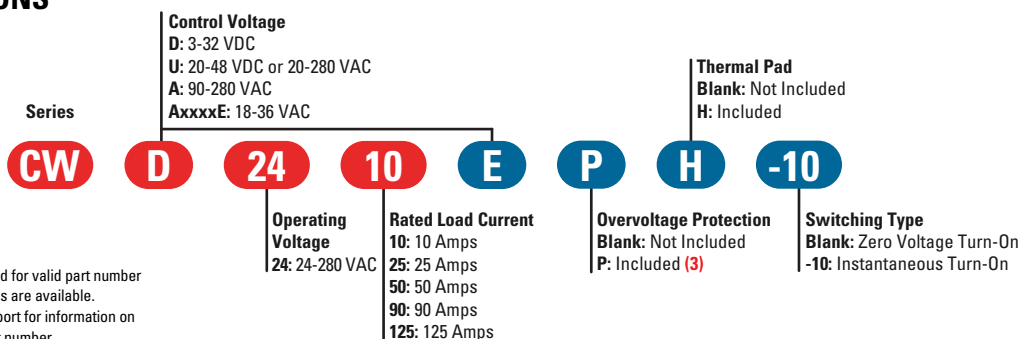 ONS
Control Voltage
D: 3-32 VDC
U: 20-48 VDC or 20-280 VAC
A: 90-280 VAC
AxxxxE: 18-36 VAC
Thermal Pad
Blank: Not Included
H: Included
Series
CW D 24 10 E P H -10
Operating
Voltage
24: 24-280 VAC
Rated Load Current
10: 10 Amps
25: 25 Amps
50: 50 Amps
90: 90 Amps
125: 125 Amps
Overvoltage Protection
Blank: Not Included
P: Included (3)
Switching Type
Blank: Zero Voltage Turn-On
-10: Instantaneous Turn-On
d for valid part number
s are available.
port for information on
number